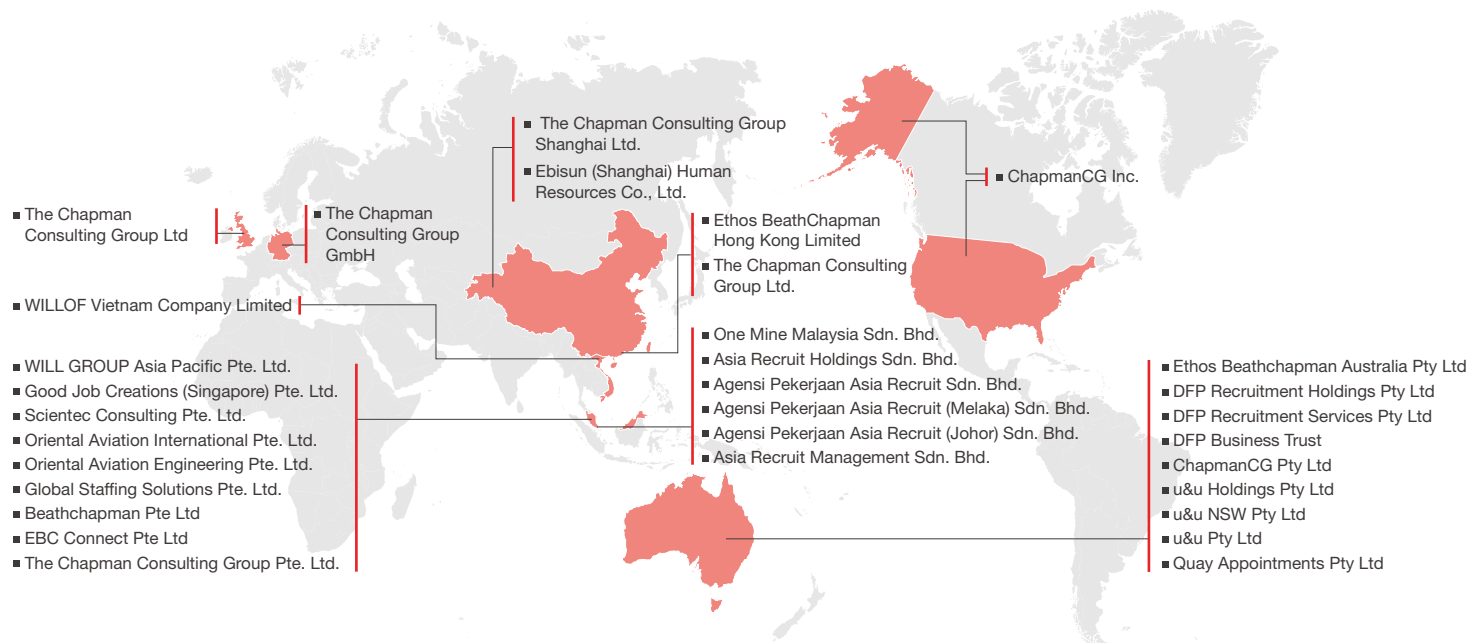 ■ The Chapman Consulting Group
Shanghai Ltd.
■ Ebisun (Shanghai) Human
Resources Co., Ltd.
■ ChapmanCG Inc.
■ The Chapman
Consulting Group Ltd
■ The Chapman
Consulting Group
GmbH
■ Ethos BeathChapman
Hong Kong Limited
■ The Chapman Consulting
Group Ltd.
■ WILLOF Vietnam Company Limited
■ WILL GROUP Asia Pacific Pte. Ltd.
■ Good Job Creations (Singapore) Pte. Ltd.
■ Scientec Consulting Pte. Ltd.
■ Oriental Aviation International Pte. Ltd.
■ Oriental Aviation Engineering Pte. Ltd.
■ Global Staffing Solutions Pte. Ltd.
■ Beathchapman Pte Ltd
■ EBC Connect Pte Ltd
■ The Chapman Consulting Group Pte. Ltd.
■ One Mine Malaysia Sdn. Bhd.
■ Asia Recruit Holdings Sdn. Bhd.
■ Agensi Pekerjaan Asia Recruit Sdn. Bhd.
■ Agensi Pekerjaan Asia Recruit (Melaka) Sdn. Bhd.
■ Agensi Pekerjaan Asia Recruit (Johor) Sdn. Bhd.
■ Asia Recruit Management Sdn. Bhd.
■ Ethos Beathchapman Australia Pty Ltd
■ DFP Recruitment Holdings Pty Ltd
■ DFP Recruitment Services Pty Ltd
■ DFP Business Trust
■ ChapmanCG Pty Ltd
■ u&u Holdings Pty Ltd
■ u&u NSW Pty Ltd
■ u&u Pty Ltd
■ Quay Appointments Pty Ltd